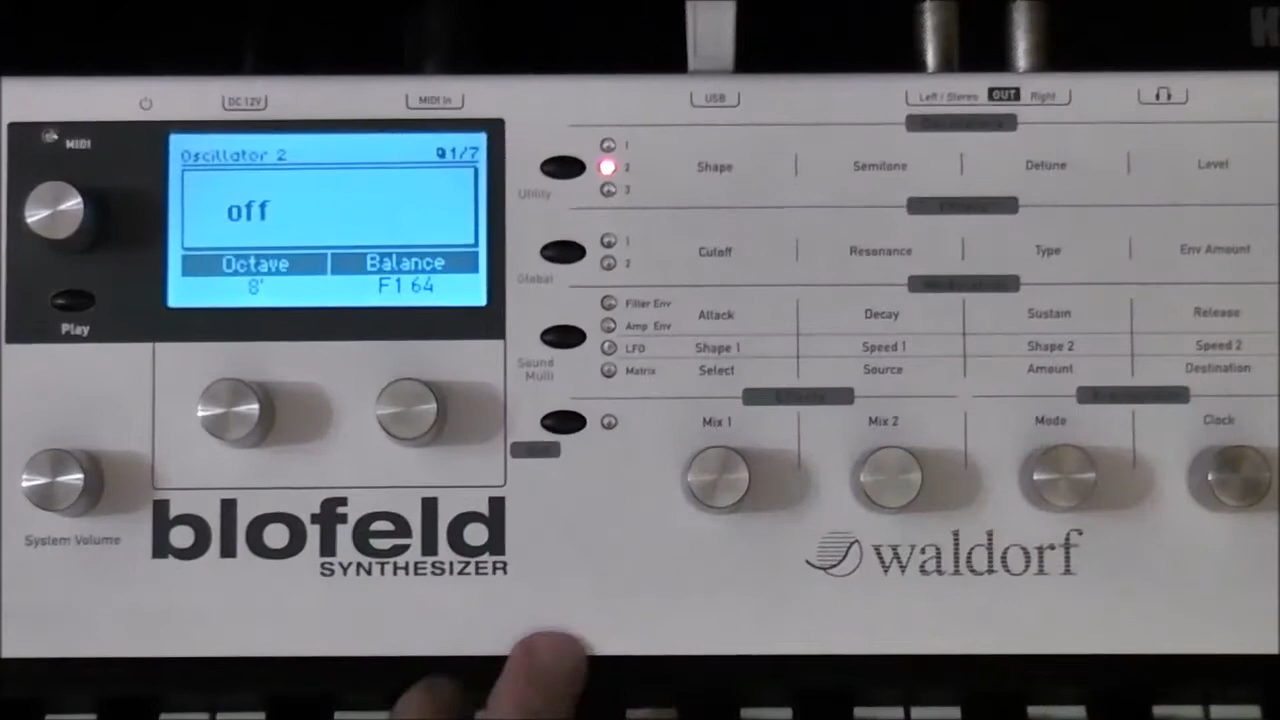 DC 12V
MIDI In
USB
Left / Stereo OUT Right
MIDI
Play
System Volume
Oscillator 2 1/7
off
Octave Balance
8' F1 64
blofeld
SYNTHESIZER
Utility
Global
Sound
Multi
1
2
3
Shape Semitone Detune Level
1
2
Cutoff Resonance Type Env Amount
Filter Env Attack Decay Sustain Release
Amp Env
LFO Shape 1 Speed 1 Shape 2 Speed 2
Matrix Select Source Amount Destination
Effects
Mix 1 Mix 2 Mode Clock
waldorf